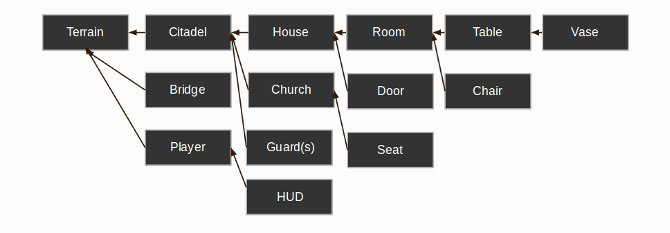 Terrain
Citadel
House
Room
Table
Vase
Bridge
Church
Door
Chair
Player
Guard(s)
Seat
HUD